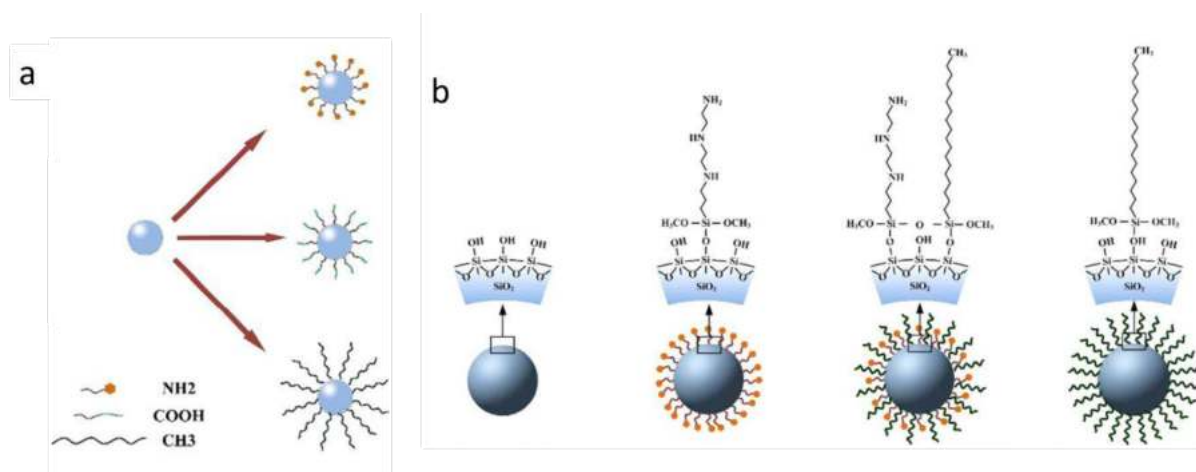 a
NH2
COOH
CH3
b
OH
OH
OH
Si
Si
Si
O
O
O
O
SiO₂
NH₂
HN
NH
H₃CO
Si
OCH₃
O
OH
OH
Si
Si
Si
O
O
O
O
SiO₂
CH₃
NH₂
HN
NH
H₃CO
Si
O
Si
OCH₃
O
OH
O
Si
Si
Si
O
O
O
O
SiO₂
CH₃
H₃CO
Si
OCH₃
OH
OH
OH
Si
Si
Si
O
O
O
O
SiO₂